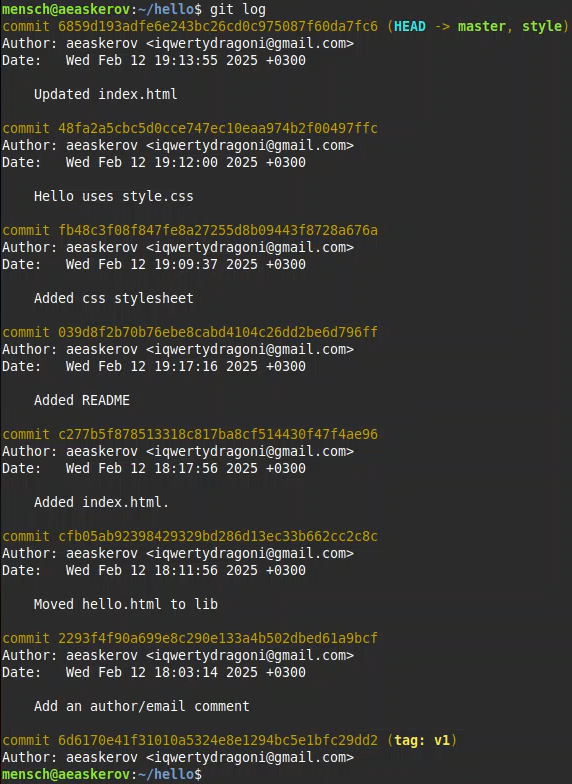 mensch@aeaskerov:~/hello$ git log
commit 6859d193adfe6e243bc26cd0c975087f60da7fc6 (HEAD -> master, style)
Author: aeaskerov <iqwertydragoni@gmail.com>
Date:   Wed Feb 12 19:13:55 2025 +0300
Updated index.html
commit 48fa2a5cbc5d0cce747ec10eaa974b2f00497ffc
Author: aeaskerov <iqwertydragoni@gmail.com>
Date:   Wed Feb 12 19:12:00 2025 +0300
Hello uses style.css
commit fb48c3f08f847fe8a27255d8b09443f8728a676a
Author: aeaskerov <iqwertydragoni@gmail.com>
Date:   Wed Feb 12 19:09:37 2025 +0300
Added css stylesheet
commit 039d8f2b70b76ebe8cabd4104c26dd2be6d796ff
Author: aeaskerov <iqwertydragoni@gmail.com>
Date:   Wed Feb 12 19:17:16 2025 +0300
Added README
commit c277b5f878513318c817ba8cf514430f47f4ae96
Author: aeaskerov <iqwertydragoni@gmail.com>
Date:   Wed Feb 12 18:17:56 2025 +0300
Added index.html.
commit cfb05ab92398429329bd286d13ec33b662cc2c8c
Author: aeaskerov <iqwertydragoni@gmail.com>
Date:   Wed Feb 12 18:11:56 2025 +0300
Moved hello.html to lib
commit 2293f4f90a699e8c290e133a4b502dbed61a9bcf
Author: aeaskerov <iqwertydragoni@gmail.com>
Date:   Wed Feb 12 18:03:14 2025 +0300
Add an author/email comment
commit 6d6170e41f31010a5324e8e1294bc5e1bfc29dd2 (tag: v1)
Author: aeaskerov <iqwertydragoni@gmail.com>
mensch@aeaskerov:~/hello$